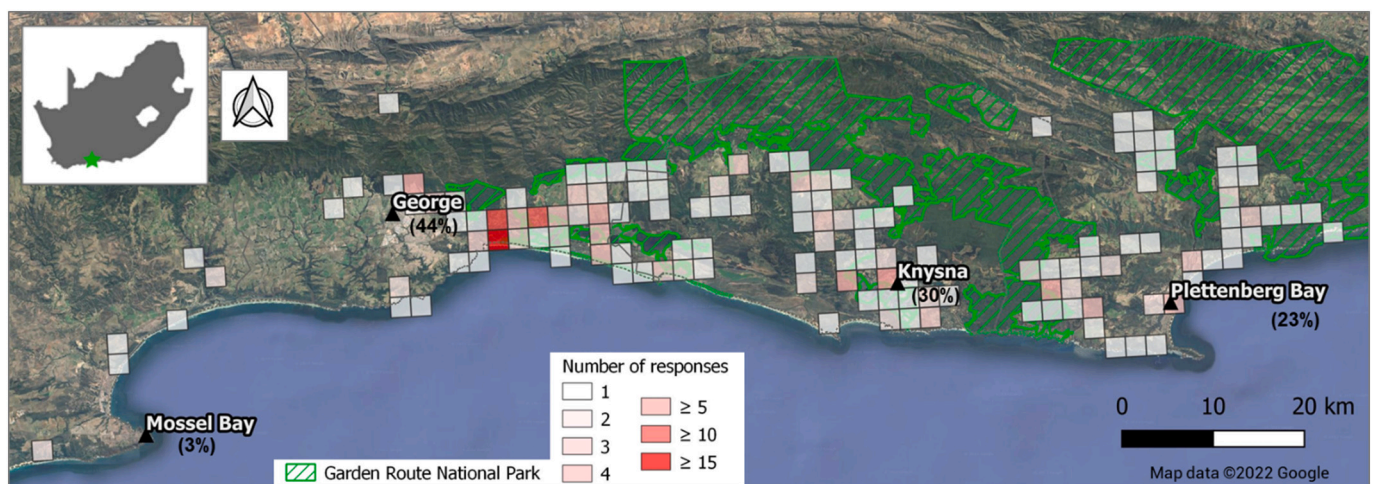 George
(44%)
Knysna
(30%)
Plettenberg Bay
(23%)
Mossel Bay
(3%)
Number of responses
1
2
3
4
≥ 5
≥ 10
≥ 15
Garden Route National Park
0 10 20 km
Map data ©2022 Google